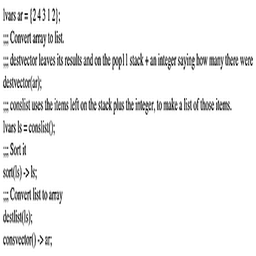 lvars ar = {2 4 3 1 2};
;;; Convert array to list.
;;; destvector leaves its results and on the pop11 stack + an integer saying how many there were
destvector(ar);
;;; conslist uses the items left on the stack plus the integer, to make a list of those items.
lvars ls = conslist();
;;; Sort it
sort(ls) -> ls;
;;; Convert list to array
destlist(ls);
consvector() -> ar;